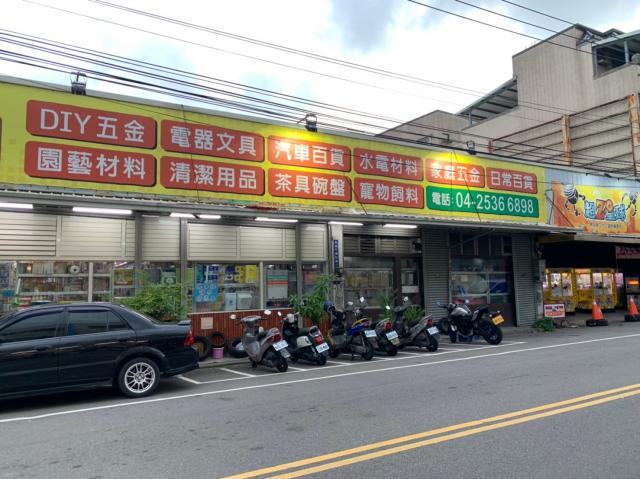 DIY五金 電器文具 汽車百貨 水電材料 家庭五金 日常百貨
園藝材料 清潔用品 茶具碗盤 寵物飼料 電話:04-2536 6898